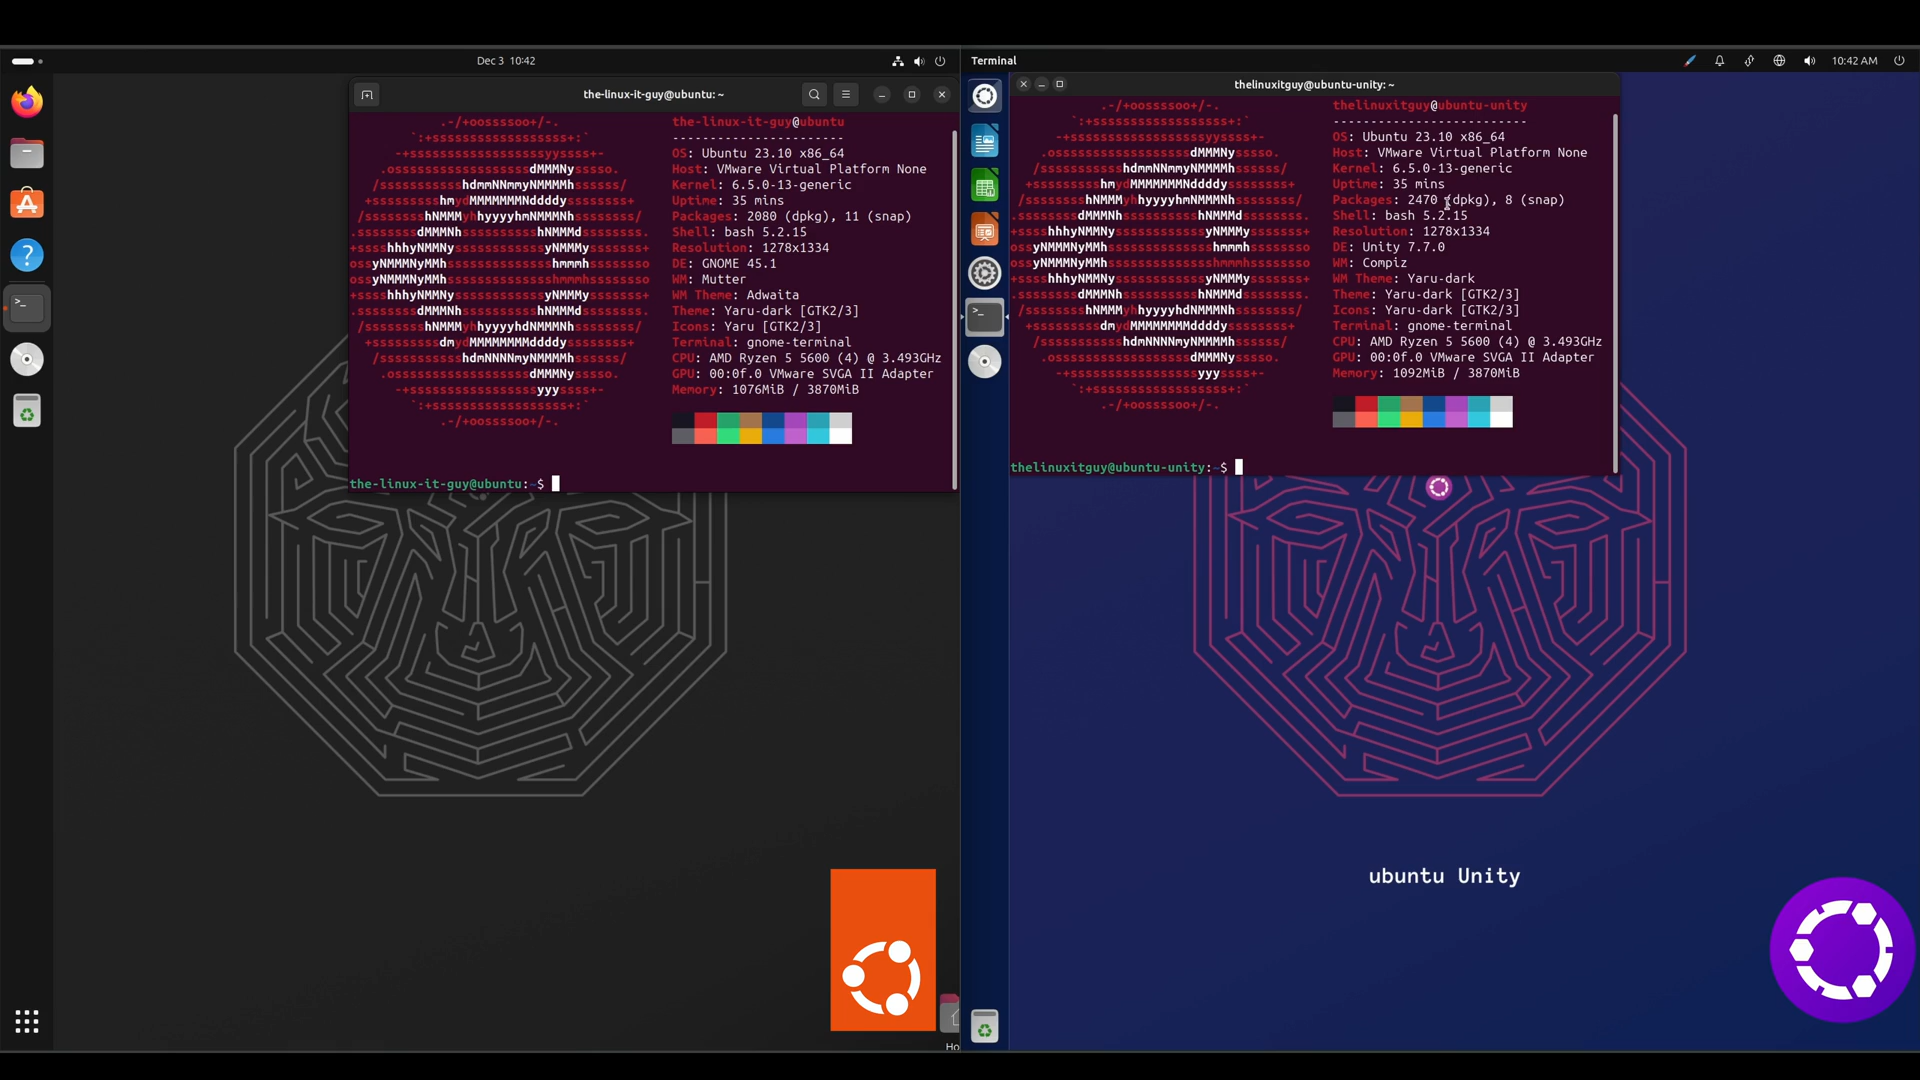 Dec 3 10:42
the-linux-it-guy@ubuntu: ~
the-linux-it-guy@ubuntu
-----------------------
OS: Ubuntu 23.10 x86_64
Host: VMware Virtual Platform None
Kernel: 6.5.0-13-generic
Uptime: 35 mins
Packages: 2080 (dpkg), 11 (snap)
Shell: bash 5.2.15
Resolution: 1278x1334
DE: GNOME 45.1
WM: Mutter
WM Theme: Adwaita
Theme: Yaru-dark [GTK2/3]
Icons: Yaru [GTK2/3]
Terminal: gnome-terminal
CPU: AMD Ryzen 5 5600 (4) @ 3.493GHz
GPU: 00:0f.0 VMware SVGA II Adapter
Memory: 1076MiB / 3870MiB
the-linux-it-guy@ubuntu:~$
Ho
Terminal
10:42 AM
thelinuxitguy@ubuntu-unity: ~
thelinuxitguy@ubuntu-unity
--------------------------
OS: Ubuntu 23.10 x86_64
Host: VMware Virtual Platform None
Kernel: 6.5.0-13-generic
Uptime: 35 mins
Packages: 2470 (dpkg), 8 (snap)
Shell: bash 5.2.15
Resolution: 1278x1334
DE: Unity 7.7.0
WM: Compiz
WM Theme: Yaru-dark
Theme: Yaru-dark [GTK2/3]
Icons: Yaru-dark [GTK2/3]
Terminal: gnome-terminal
CPU: AMD Ryzen 5 5600 (4) @ 3.493GHz
GPU: 00:0f.0 VMware SVGA II Adapter
Memory: 1092MiB / 3870MiB
thelinuxitguy@ubuntu-unity:~$
ubuntu Unity